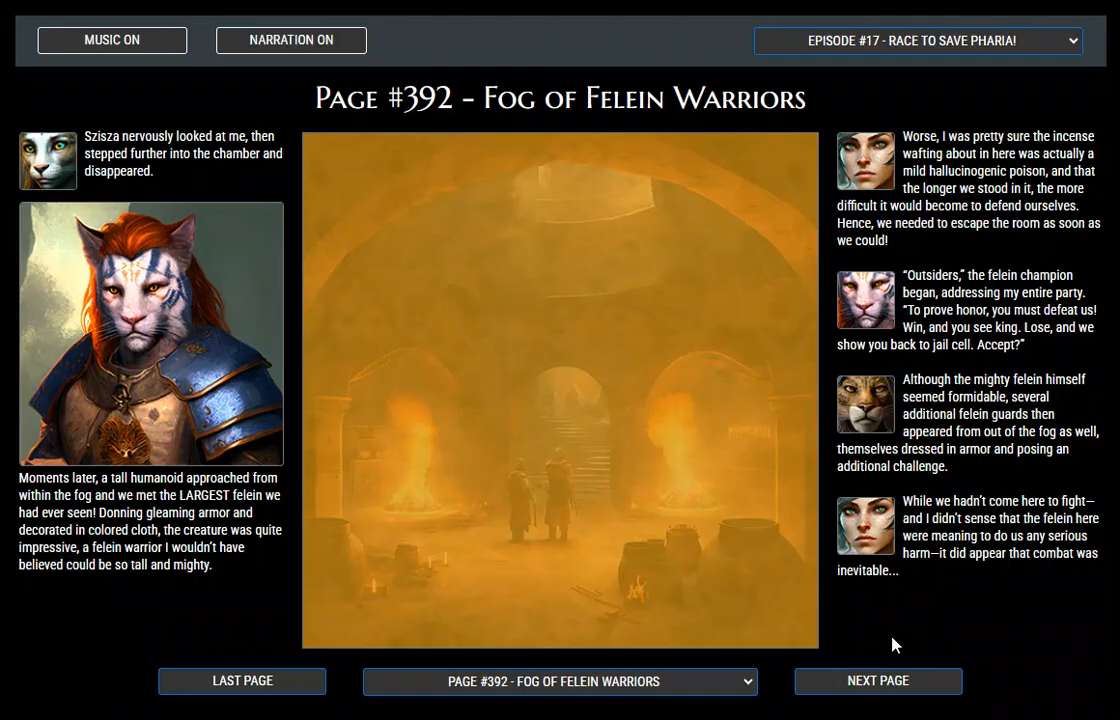 MUSIC ON
NARRATION ON
EPISODE #17 - RACE TO SAVE PHARIA!
Page #392 - Fog of Felein Warriors
Szisza nervously looked at me, then
stepped further into the chamber and
disappeared.
Moments later, a tall humanoid approached from
within the fog and we met the LARGEST felein we
had ever seen! Donning gleaming armor and
decorated in colored cloth, the creature was quite
impressive, a felein warrior I wouldn't have
believed could be so tall and mighty.
Worse, I was pretty sure the incense
wafting about in here was actually a
mild hallucinogenic poison, and that
the longer we stood in it, the more
difficult it would become to defend ourselves.
Hence, we needed to escape the room as soon as
we could!
“Outsiders,” the felein champion
began, addressing my entire party.
“To prove honor, you must defeat us!
Win, and you see king. Lose, and we
show you back to jail cell. Accept?”
Although the mighty felein himself
seemed formidable, several
additional felein guards then
appeared from out of the fog as well,
themselves dressed in armor and posing an
additional challenge.
While we hadn't come here to fight—
and I didn't sense that the felein here
were meaning to do us any serious
harm—it did appear that combat was
inevitable...
LAST PAGE
PAGE #392 - FOG OF FELEIN WARRIORS
NEXT PAGE